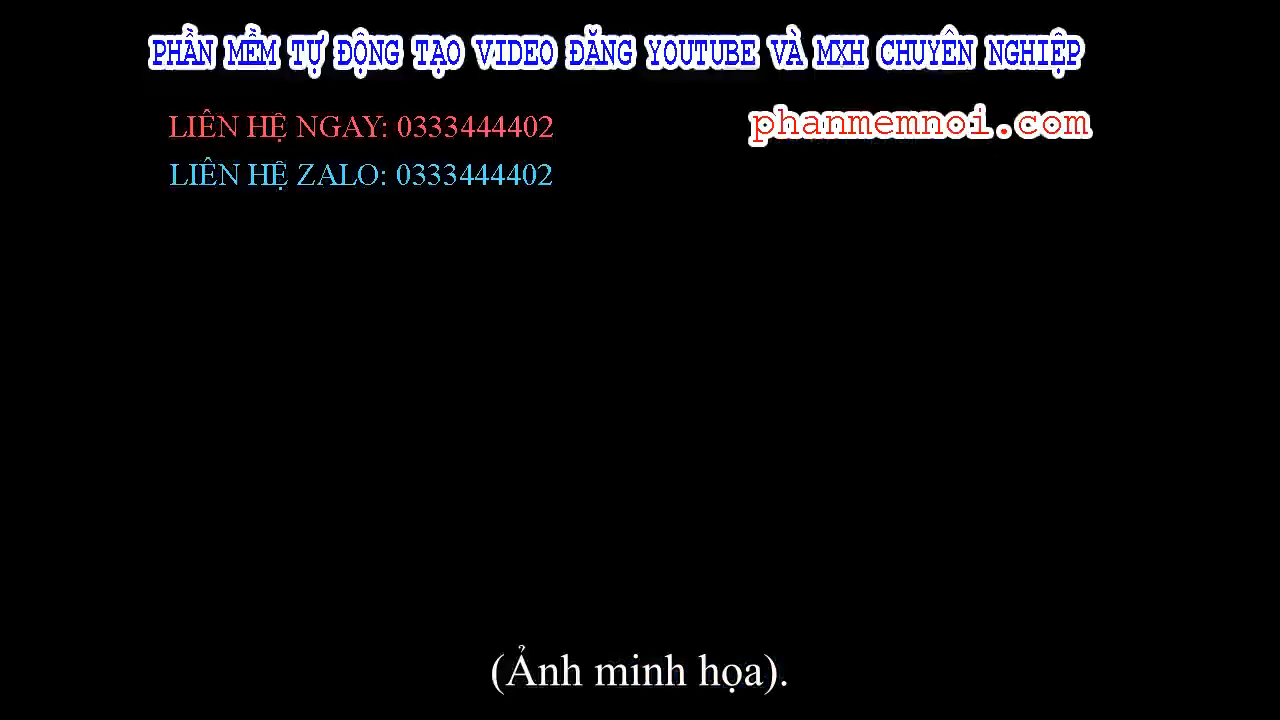 PHẦN MỀM TỰ ĐỘNG TẠO VIDEO ĐĂNG YOUTUBE VÀ MXH CHUYÊN NGHIỆP
LIÊN HỆ NGAY: 0333444402
phanmemnoi.com
LIÊN HỆ ZALO: 0333444402
(Ảnh minh họa).